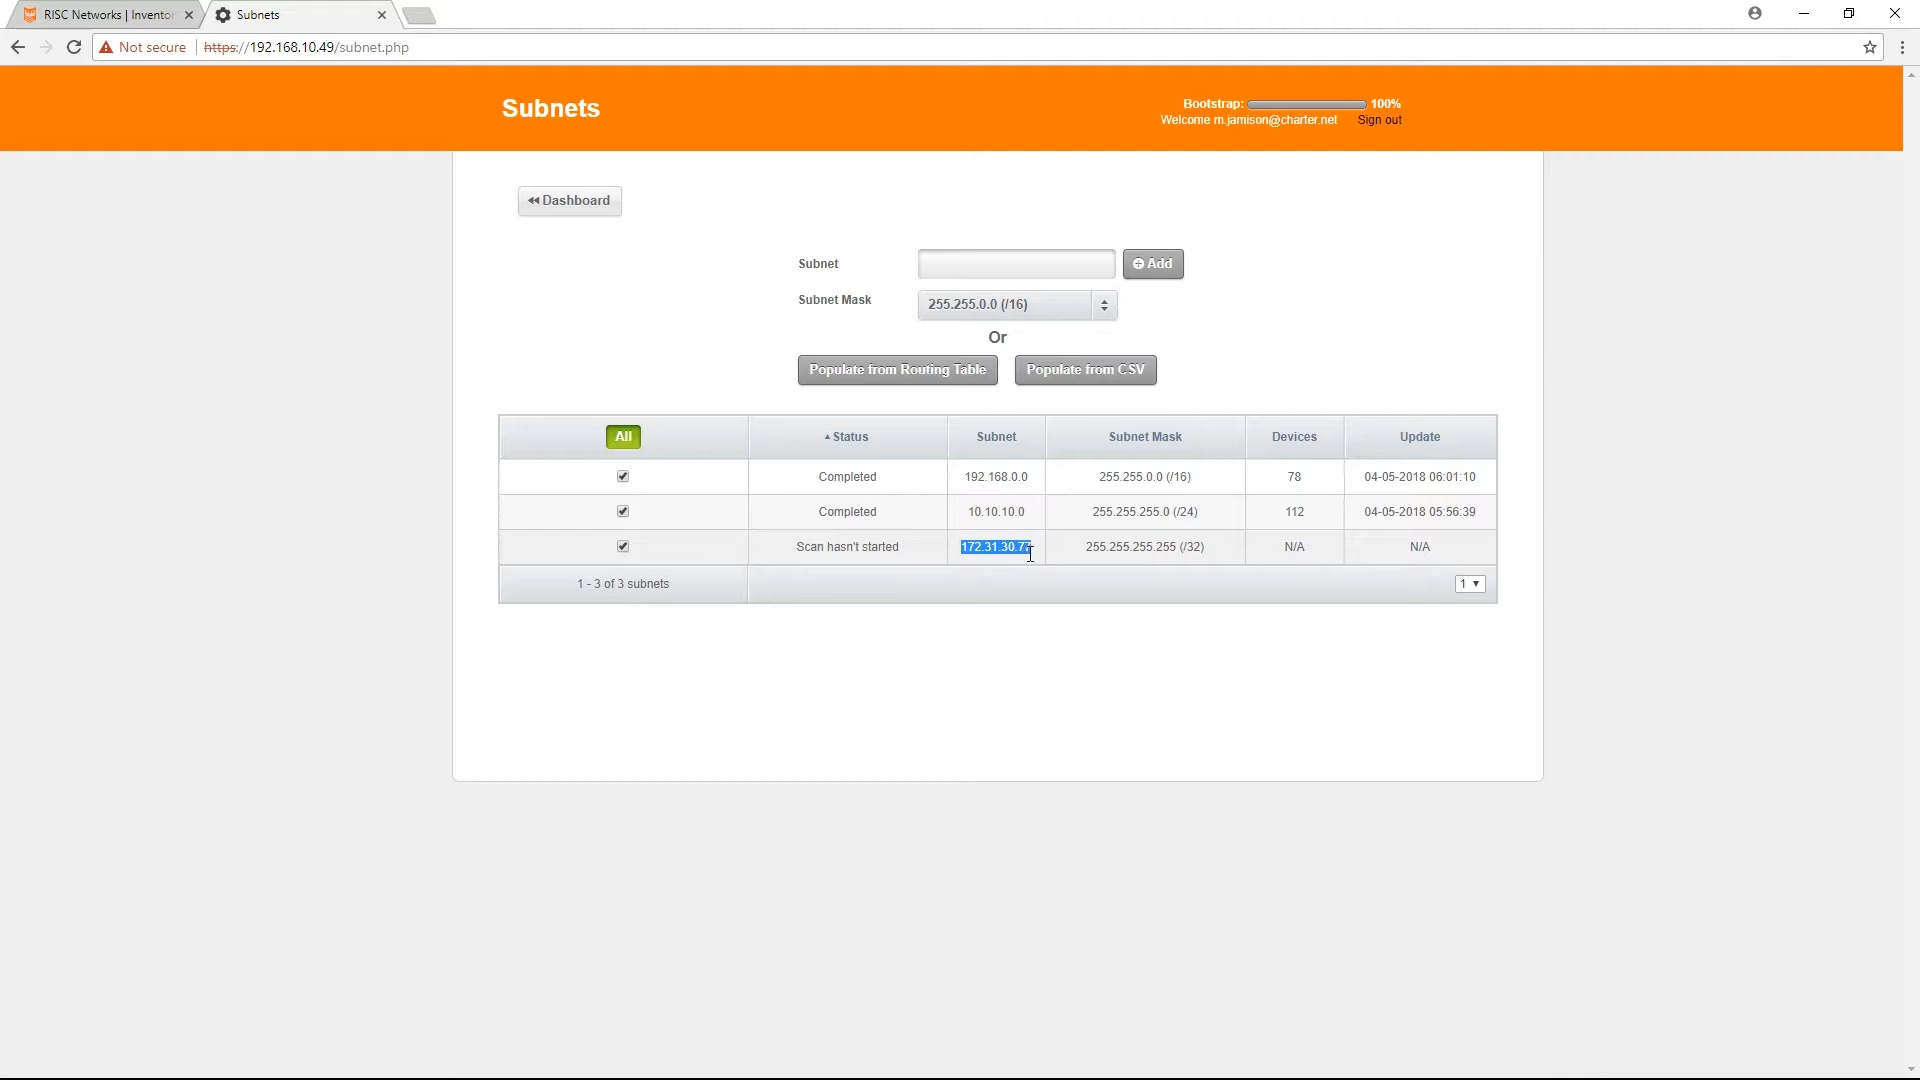 RISC Networks | Inventor
Subnets
Not secure
https://192.168.10.49/subnet.php
Subnets
Bootstrap: 100%
Welcome m.jamison@charter.net Sign out
Dashboard
Subnet
Add
Subnet Mask
255.255.0.0 (/16)
Or
Populate from Routing Table
Populate from CSV
All Status Subnet Subnet Mask Devices Update
Completed 192.168.0.0 255.255.0.0 (/16) 78 04-05-2018 06:01:10
Completed 10.10.10.0 255.255.255.0 (/24) 112 04-05-2018 05:56:39
Scan hasn't started 172.31.30.77 255.255.255.255 (/32) N/A N/A
1 - 3 of 3 subnets 1